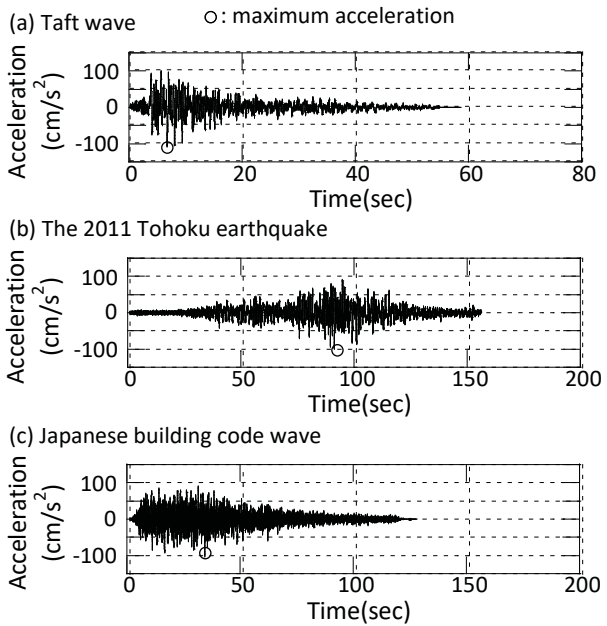 (a) Taft wave
○: maximum acceleration
Acceleration
(cm/s²)
100
0
-100
0 20 40 60 80
Time(sec)
(b) The 2011 Tohoku earthquake
Acceleration
(cm/s²)
100
0
-100
0 50 100 150 200
Time(sec)
(c) Japanese building code wave
Acceleration
(cm/s²)
100
0
-100
0 50 100 150 200
Time(sec)